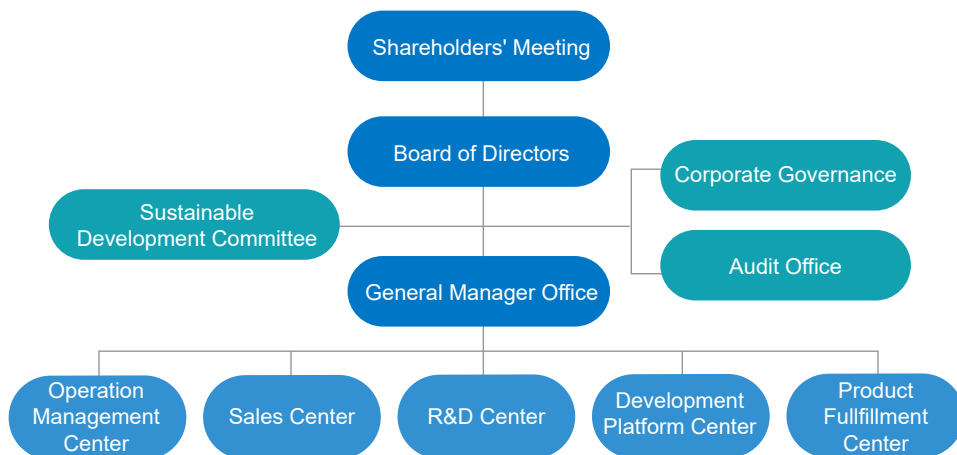 Shareholders' Meeting
Board of Directors
Corporate Governance
Sustainable
Development Committee
Audit Office
General Manager Office
Operation
Management
Center
Sales Center
R&D Center
Development
Platform Center
Product
Fullfillment
Center